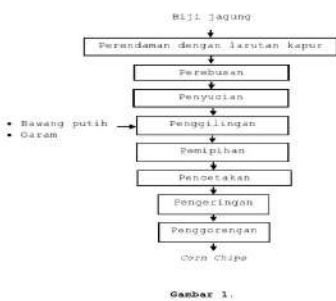 Biji jagung
Perendaman dengan larutan kapur
Perebusan
Penyucian
• Bawang putih
• Garam
Penggilingan
Pemipihan
Pencetakan
Pengeringan
Penggorengan
Corn Chips
Gambar 1.